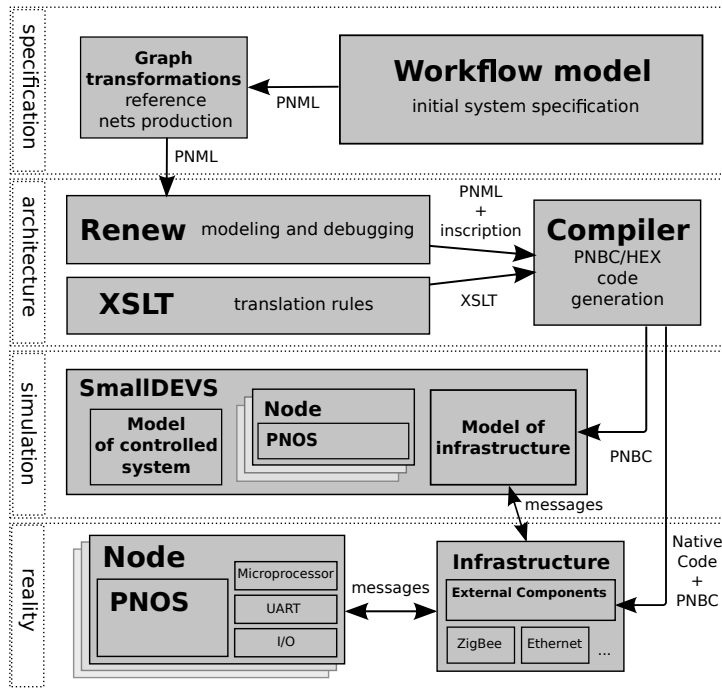 specification
Graph
transformations
reference
nets production
PNML
Workflow model
initial system specification
PNML
architecture
Renew modeling and debugging
PNML
+
inscription
XSLT translation rules
XSLT
Compiler
PNBC/HEX
code
generation
simulation
SmallDEVS
Model
of controlled
system
Node
PNOS
Model of
infrastructure
PNBC
messages
reality
Node
PNOS
Microprocessor
UART
I/O
messages
Infrastructure
External Components
ZigBee
Ethernet
...
Native
Code
+
PNBC